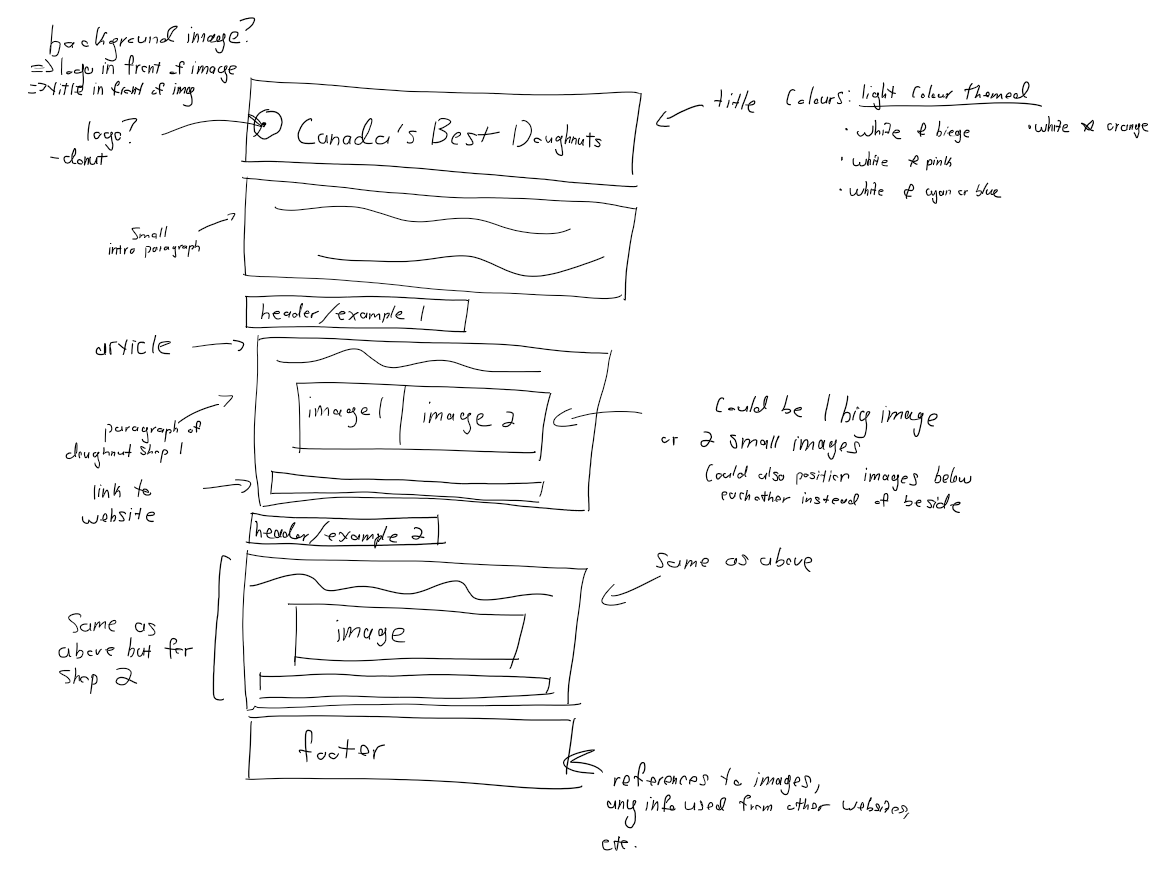 background image?
=> logo in front of image
=> title in front of img
logo?
- donut
Canada's Best Doughnuts
title
Colours: light colour themed
• white & biege
• white & orange
• white & pink
• white & cyan or blue
Small
intro paragraph
header/example 1
article
image 1
image 2
paragraph of
doughnut shop 1
link to
website
Could be 1 big image
or 2 small images
Could also position images below
eachother instead of beside
header/example 2
Same as above
image
Same as
above but for
Shop 2
footer
references to images,
any info used from other websites,
etc.